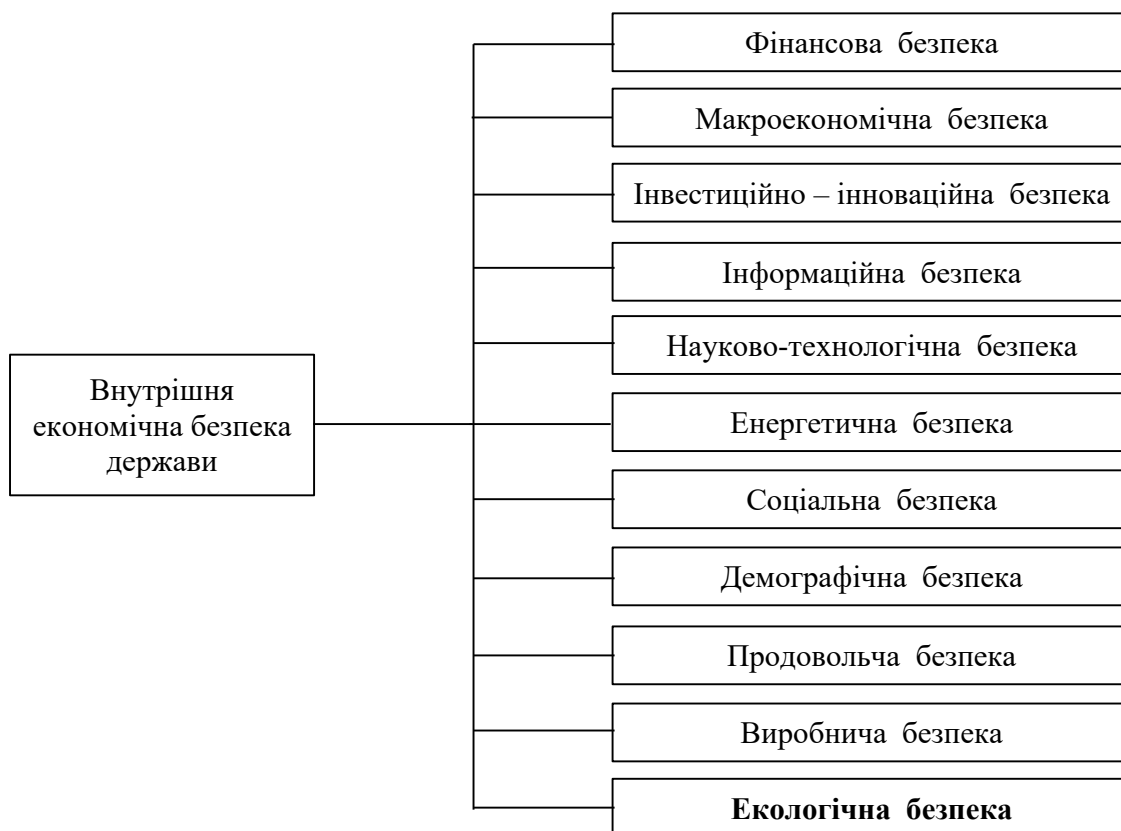 Фінансова безпека
Макроекономічна безпека
Інвестиційно – інноваційна безпека
Інформаційна безпека
Науково-технологічна безпека
Внутрішня
економічна безпека
держави
Енергетична безпека
Соціальна безпека
Демографічна безпека
Продовольча безпека
Виробнича безпека
Екологічна безпека